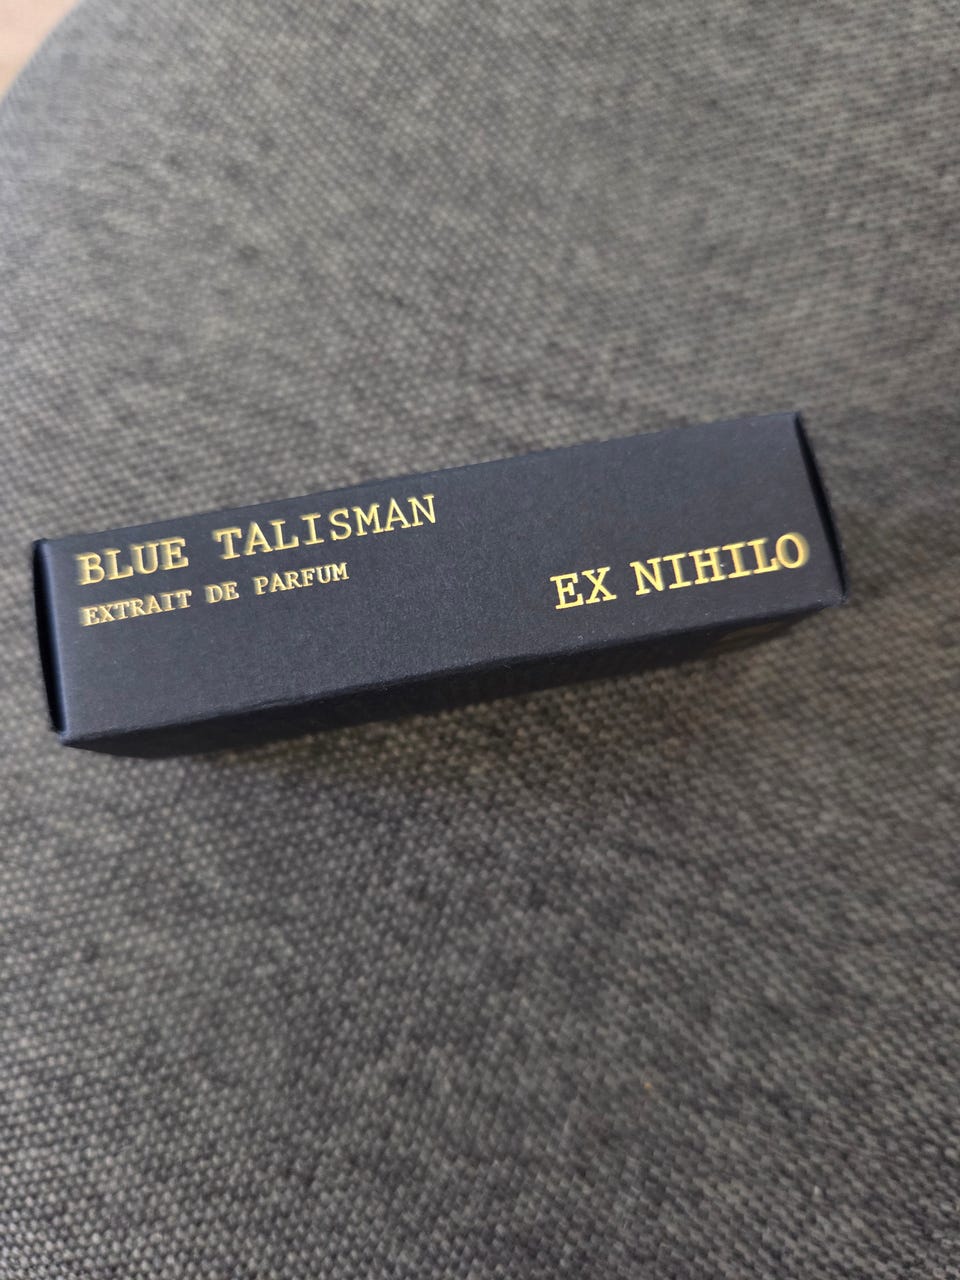 BLUE TALISMAN
EXTRAIT DE PARFUM
EX NIHILO